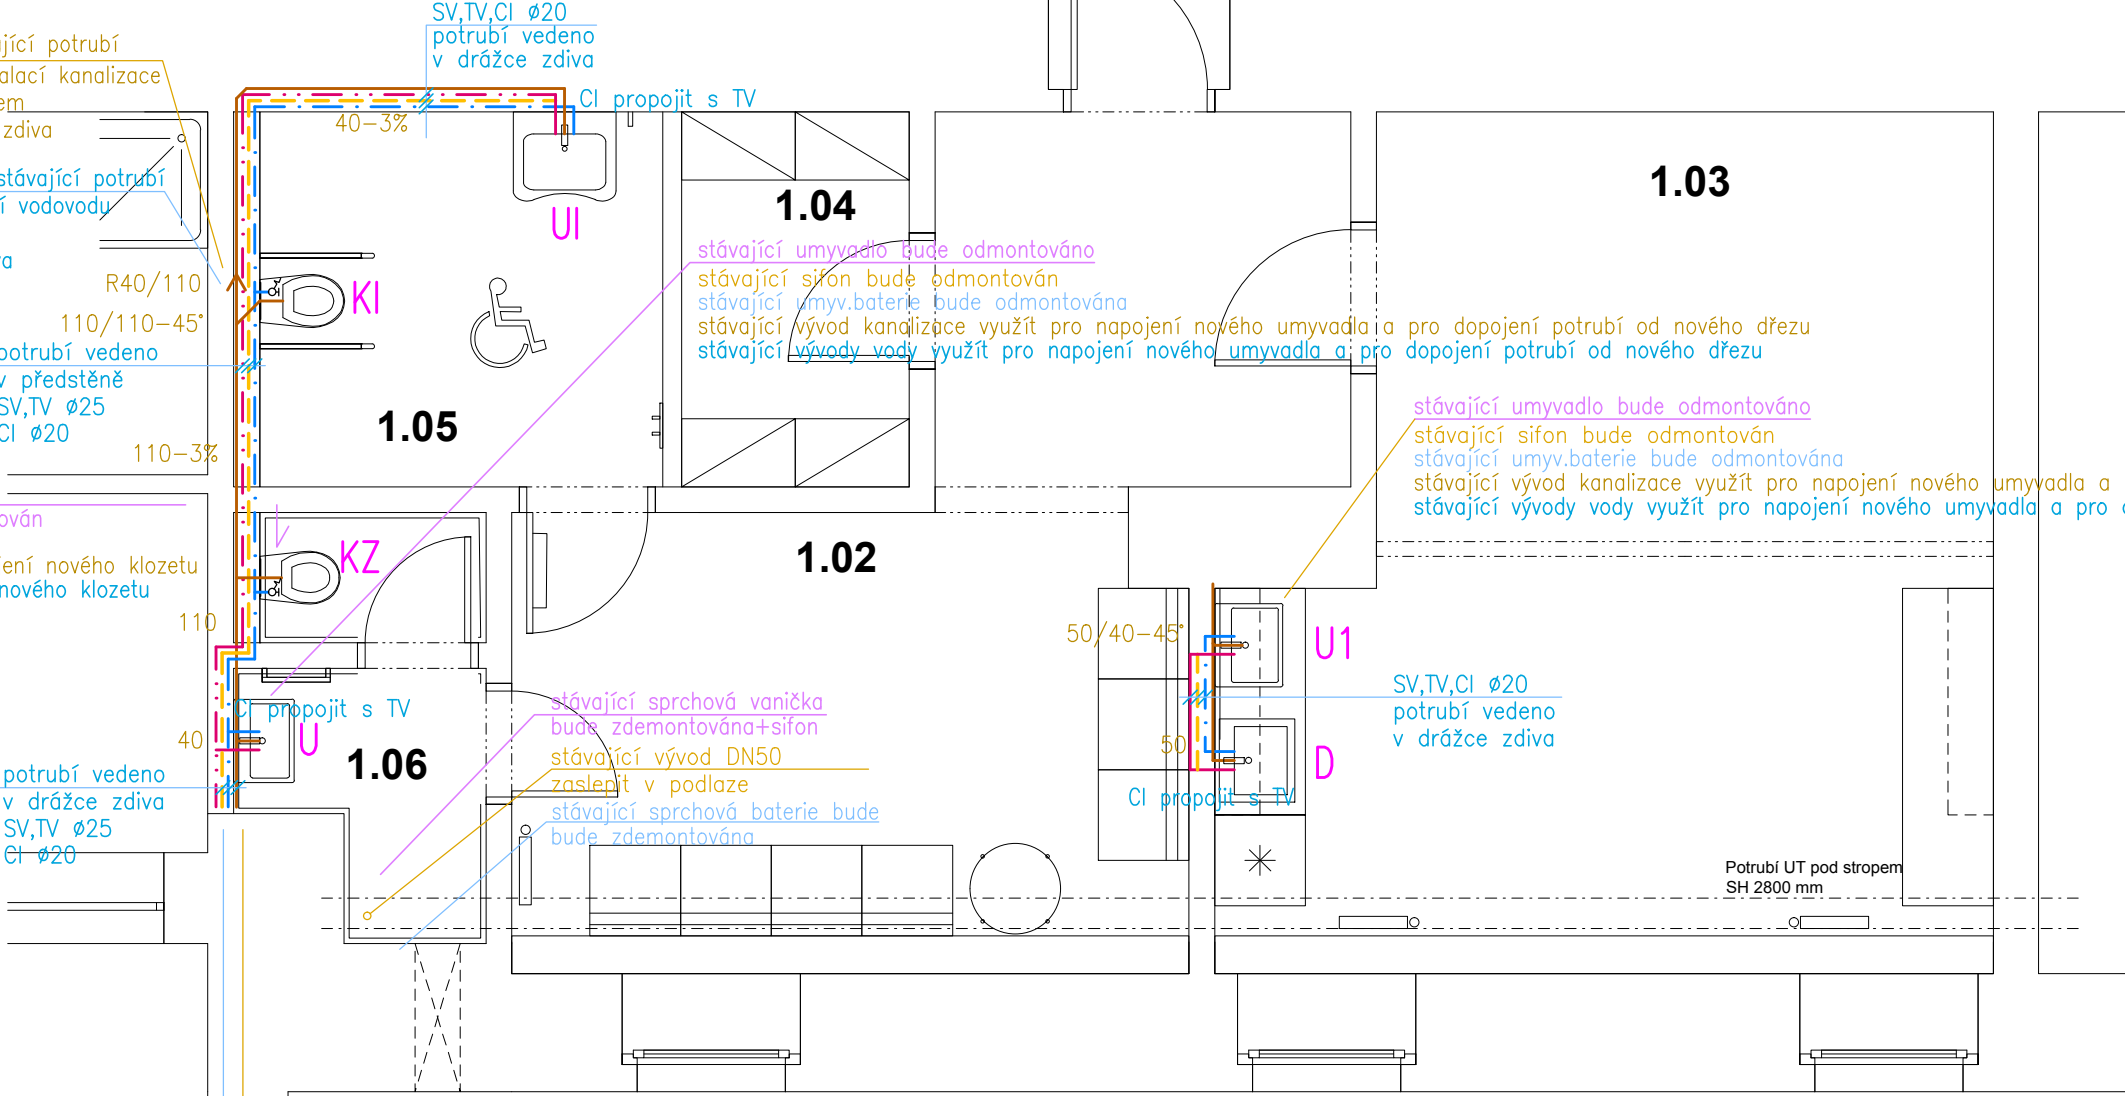 SV,TV,CI ø20
potrubí vedeno
v drážce zdiva
jící potrubí
alací kanalizace
em
zdiva
CI propojit s TV
40-3%
stávající potrubí
í vodovodu
a
R40/110
110/110-45°
potrubí vedeno
v předstěně
SV,TV ø25
CI ø20
110-3%
UI
KI
1.05
1.04
1.03
stávající umyvadlo bude odmontováno
stávající sifon bude odmontován
stávající umyv.baterie bude odmontována
stávající vývod kanalizace využít pro napojení nového umyvadla a pro dopojení potrubí od nového dřezu
stávající vývody vody využít pro napojení nového umyvadla a pro dopojení potrubí od nového dřezu
stávající umyvadlo bude odmontováno
stávající sifon bude odmontován
stávající umyv.baterie bude odmontována
stávající vývod kanalizace využít pro napojení nového umyvadla a
stávající vývody vody využít pro napojení nového umyvadla a pro
ován
ení nového klozetu
nového klozetu
110
KZ
1.02
50/40-45°
U1
SV,TV,CI ø20
potrubí vedeno
v drážce zdiva
50
D
CI propojit s TV
CI propojit s TV
40
U
1.06
stávající sprchová vanička
bude zdemontována+sifon
stávající vývod DN50
zaslepit v podlaze
stávající sprchová baterie bude
bude zdemontována
potrubí vedeno
v drážce zdiva
SV,TV ø25
CI ø20
Potrubí UT pod stropem
SH 2800 mm